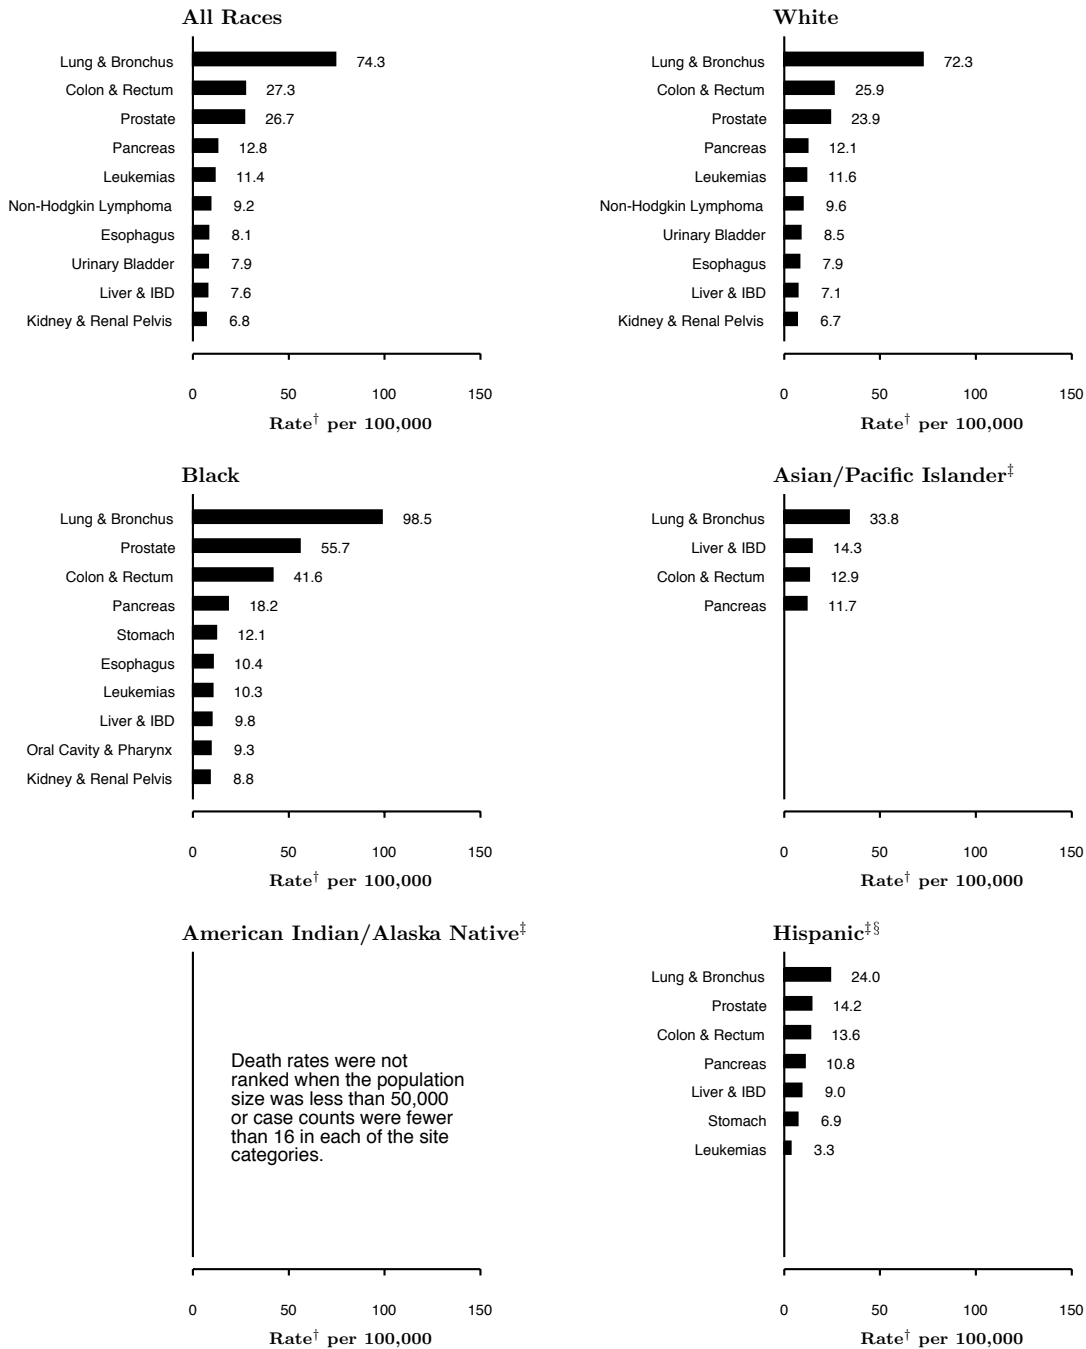 All Races
Lung & Bronchus 74.3
Colon & Rectum 27.3
Prostate 26.7
Pancreas 12.8
Leukemias 11.4
Non-Hodgkin Lymphoma 9.2
Esophagus 8.1
Urinary Bladder 7.9
Liver & IBD 7.6
Kidney & Renal Pelvis 6.8
0 50 100 150
Rate† per 100,000
White
Lung & Bronchus 72.3
Colon & Rectum 25.9
Prostate 23.9
Pancreas 12.1
Leukemias 11.6
Non-Hodgkin Lymphoma 9.6
Urinary Bladder 8.5
Esophagus 7.9
Liver & IBD 7.1
Kidney & Renal Pelvis 6.7
0 50 100 150
Rate† per 100,000
Black
Lung & Bronchus 98.5
Prostate 55.7
Colon & Rectum 41.6
Pancreas 18.2
Stomach 12.1
Esophagus 10.4
Leukemias 10.3
Liver & IBD 9.8
Oral Cavity & Pharynx 9.3
Kidney & Renal Pelvis 8.8
0 50 100 150
Rate† per 100,000
Asian/Pacific Islander‡
Lung & Bronchus 33.8
Liver & IBD 14.3
Colon & Rectum 12.9
Pancreas 11.7
0 50 100 150
Rate† per 100,000
American Indian/Alaska Native‡
Death rates were not
ranked when the population
size was less than 50,000
or case counts were fewer
than 16 in each of the site
categories.
0 50 100 150
Rate† per 100,000
Hispanic‡§
Lung & Bronchus 24.0
Prostate 14.2
Colon & Rectum 13.6
Pancreas 10.8
Liver & IBD 9.0
Stomach 6.9
Leukemias 3.3
0 50 100 150
Rate† per 100,000